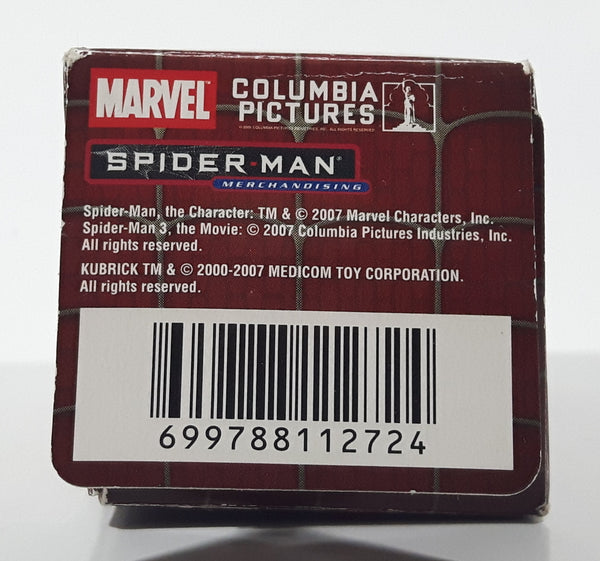 MARVEL
COLUMBIA
PICTURES
SPIDER-MAN®
MERCHANDISING
Spider-Man, the Character: TM & © 2007 Marvel Characters, Inc.
Spider-Man 3, the Movie: © 2007 Columbia Pictures Industries, Inc.
All rights reserved.
KUBRICK TM & © 2000-2007 MEDICOM TOY CORPORATION.
All rights reserved.
699788112724